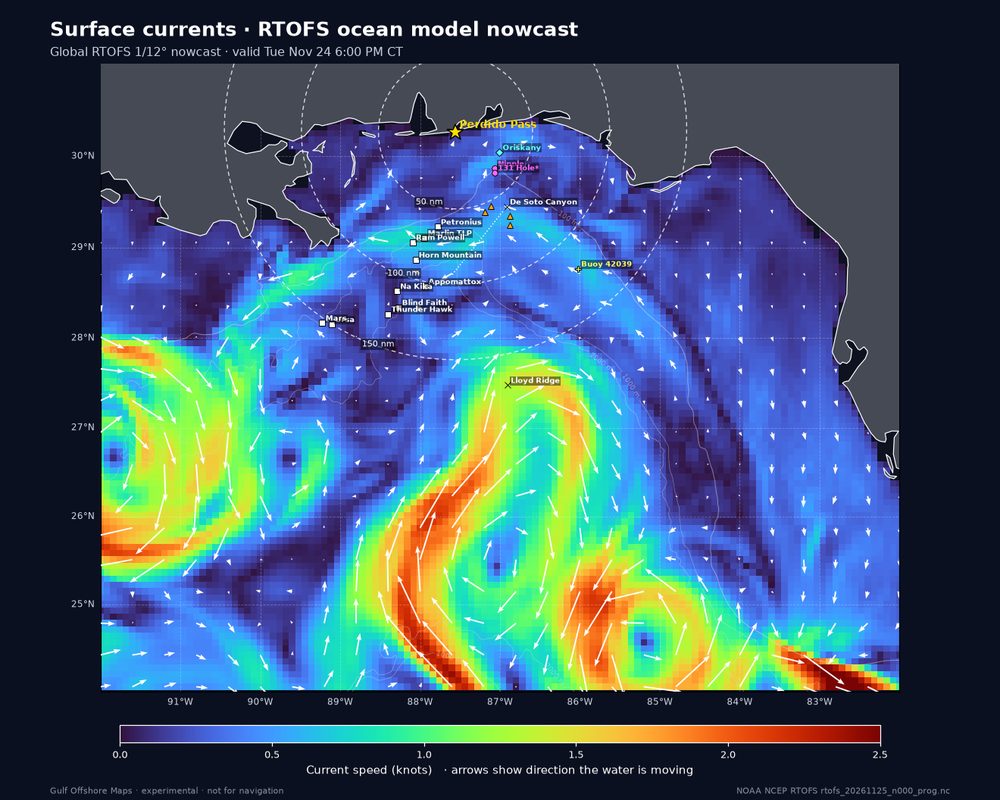 Surface currents · RTOFS ocean model nowcast
Global RTOFS 1/12° nowcast · valid Tue Nov 24 6:00 PM CT
Perdido Pass
Oriskany
131 Hole*
30°N
50 nm
De Soto Canyon
Petronius
Marlin TLP
Ram Powell
29°N
Horn Mountain
Buoy 42039
100 nm
Appomattox
Na Kika
Blind Faith
Thunder Hawk
Mars
28°N
150 nm
Lloyd Ridge
27°N
26°N
25°N
91°W 90°W 89°W 88°W 87°W 86°W 85°W 84°W 83°W
0.0 0.5 1.0 1.5 2.0 2.5
Current speed (knots) · arrows show direction the water is moving
Gulf Offshore Maps · experimental · not for navigation
NOAA NCEP RTOFS rtofs_20261125_n000_prog.nc